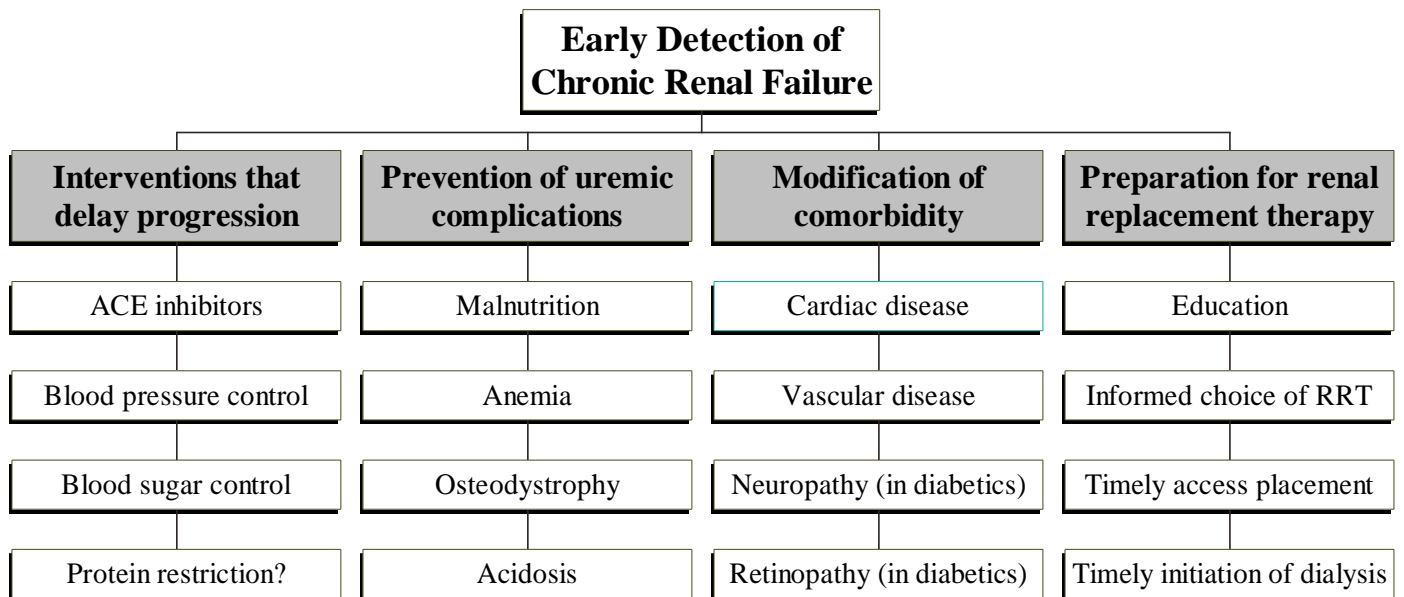 Early Detection of
Chronic Renal Failure
Interventions that
delay progression
ACE inhibitors
Blood pressure control
Blood sugar control
Protein restriction?
Prevention of uremic
complications
Malnutrition
Anemia
Osteodystrophy
Acidosis
Modification of
comorbidity
Cardiac disease
Vascular disease
Neuropathy (in diabetics)
Retinopathy (in diabetics)
Preparation for renal
replacement therapy
Education
Informed choice of RRT
Timely access placement
Timely initiation of dialysis